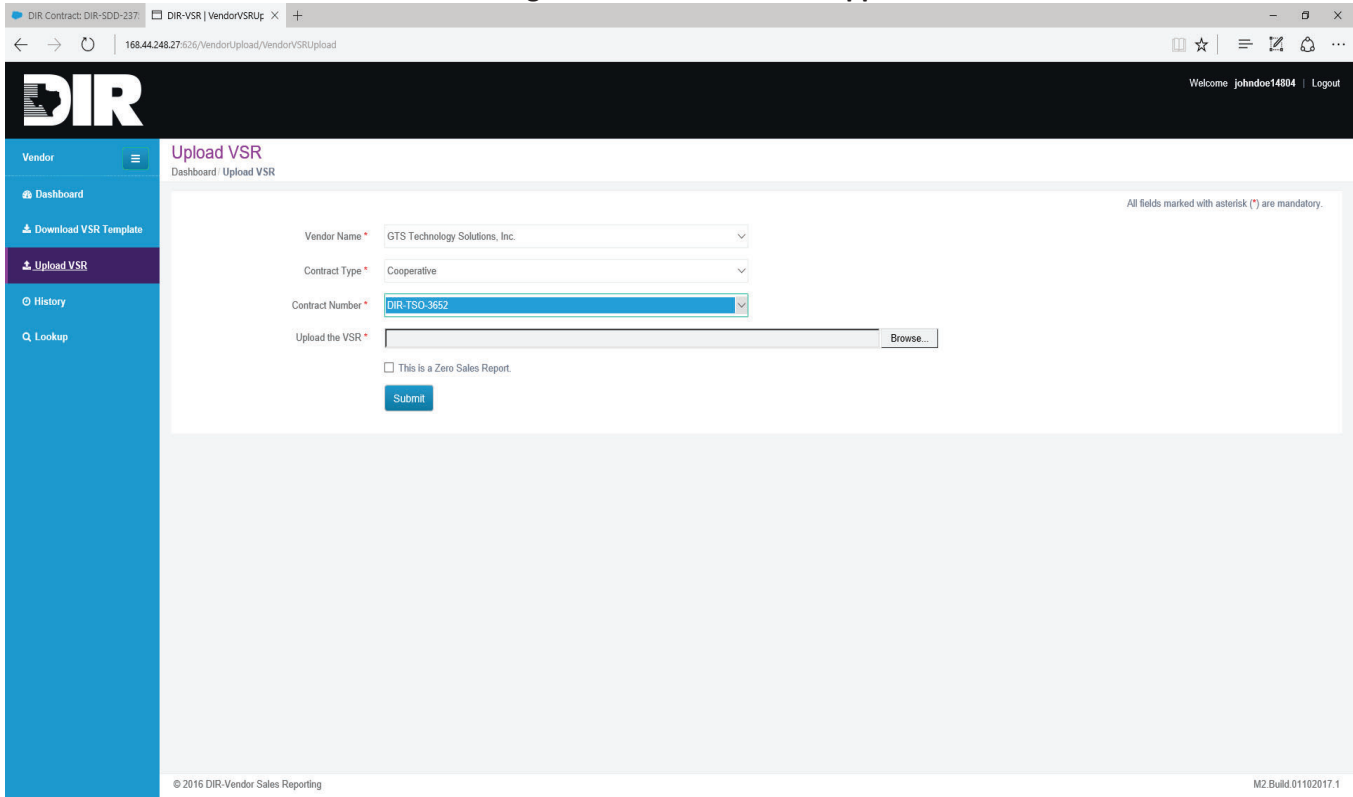 DIR Contract: DIR-SDD-237:
DIR-VSR | VendorVSRUp
168.44.248.27:626/VendorUpload/VendorVSRUpload
DIR
Welcome johndoe14804 | Logout
Vendor
Upload VSR
Dashboard / Upload VSR
Dashboard
Download VSR Template
Upload VSR
History
Lookup
All fields marked with asterisk (*) are mandatory.
Vendor Name * GTS Technology Solutions, Inc.
Contract Type * Cooperative
Contract Number * DIR-TSO-3652
Upload the VSR * Browse...
This is a Zero Sales Report.
Submit
© 2016 DIR-Vendor Sales Reporting
M2.Build.01102017.1